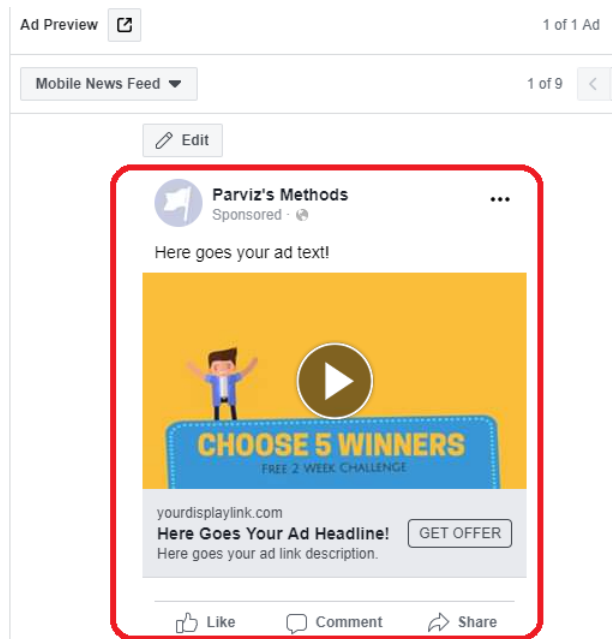 Ad Preview 1 of 1 Ad
Mobile News Feed 1 of 9
Edit
Parviz's Methods
Sponsored ·
Here goes your ad text!
CHOOSE 5 WINNERS
FREE 2 WEEK CHALLENGE
yourdisplaylink.com
Here Goes Your Ad Headline! GET OFFER
Here goes your ad link description.
Like Comment Share